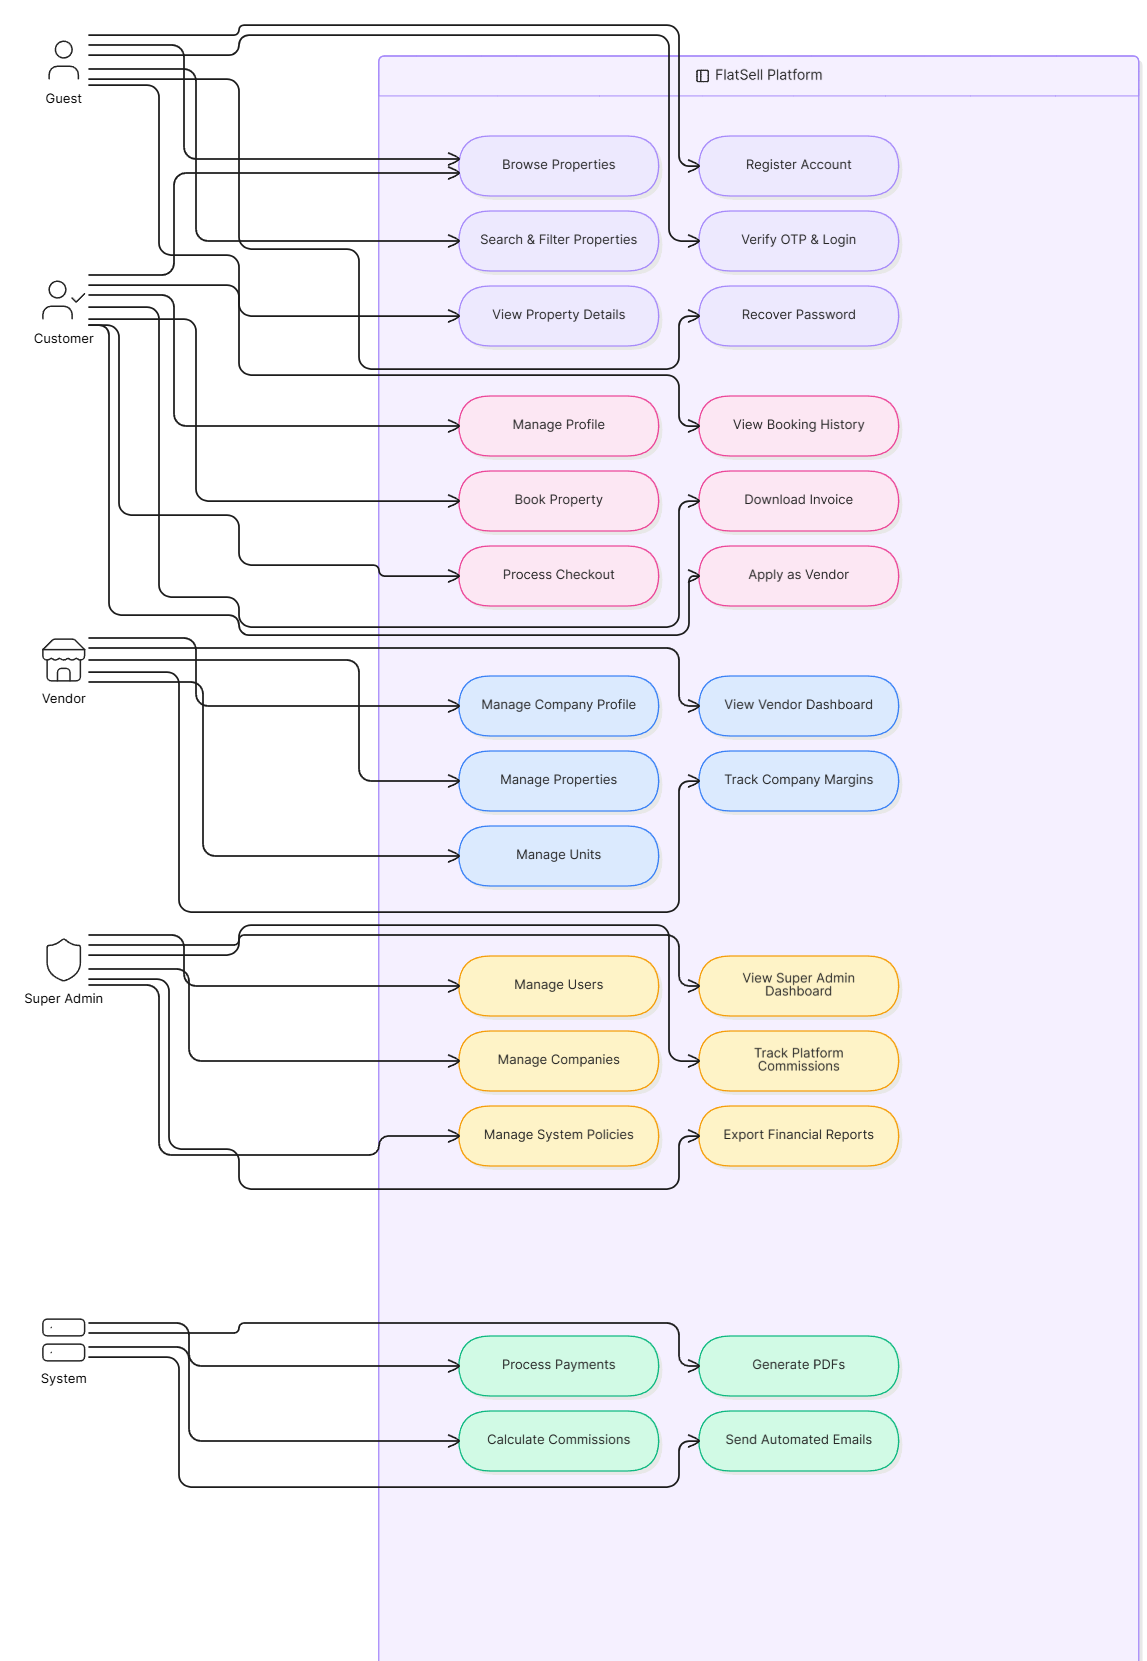 FlatSell Platform
Guest
Browse Properties
Register Account
Search & Filter Properties
Verify OTP & Login
View Property Details
Recover Password
Customer
Manage Profile
View Booking History
Book Property
Download Invoice
Process Checkout
Apply as Vendor
Vendor
Manage Company Profile
View Vendor Dashboard
Manage Properties
Track Company Margins
Manage Units
Super Admin
Manage Users
View Super Admin
Dashboard
Manage Companies
Track Platform
Commissions
Manage System Policies
Export Financial Reports
System
Process Payments
Generate PDFs
Calculate Commissions
Send Automated Emails